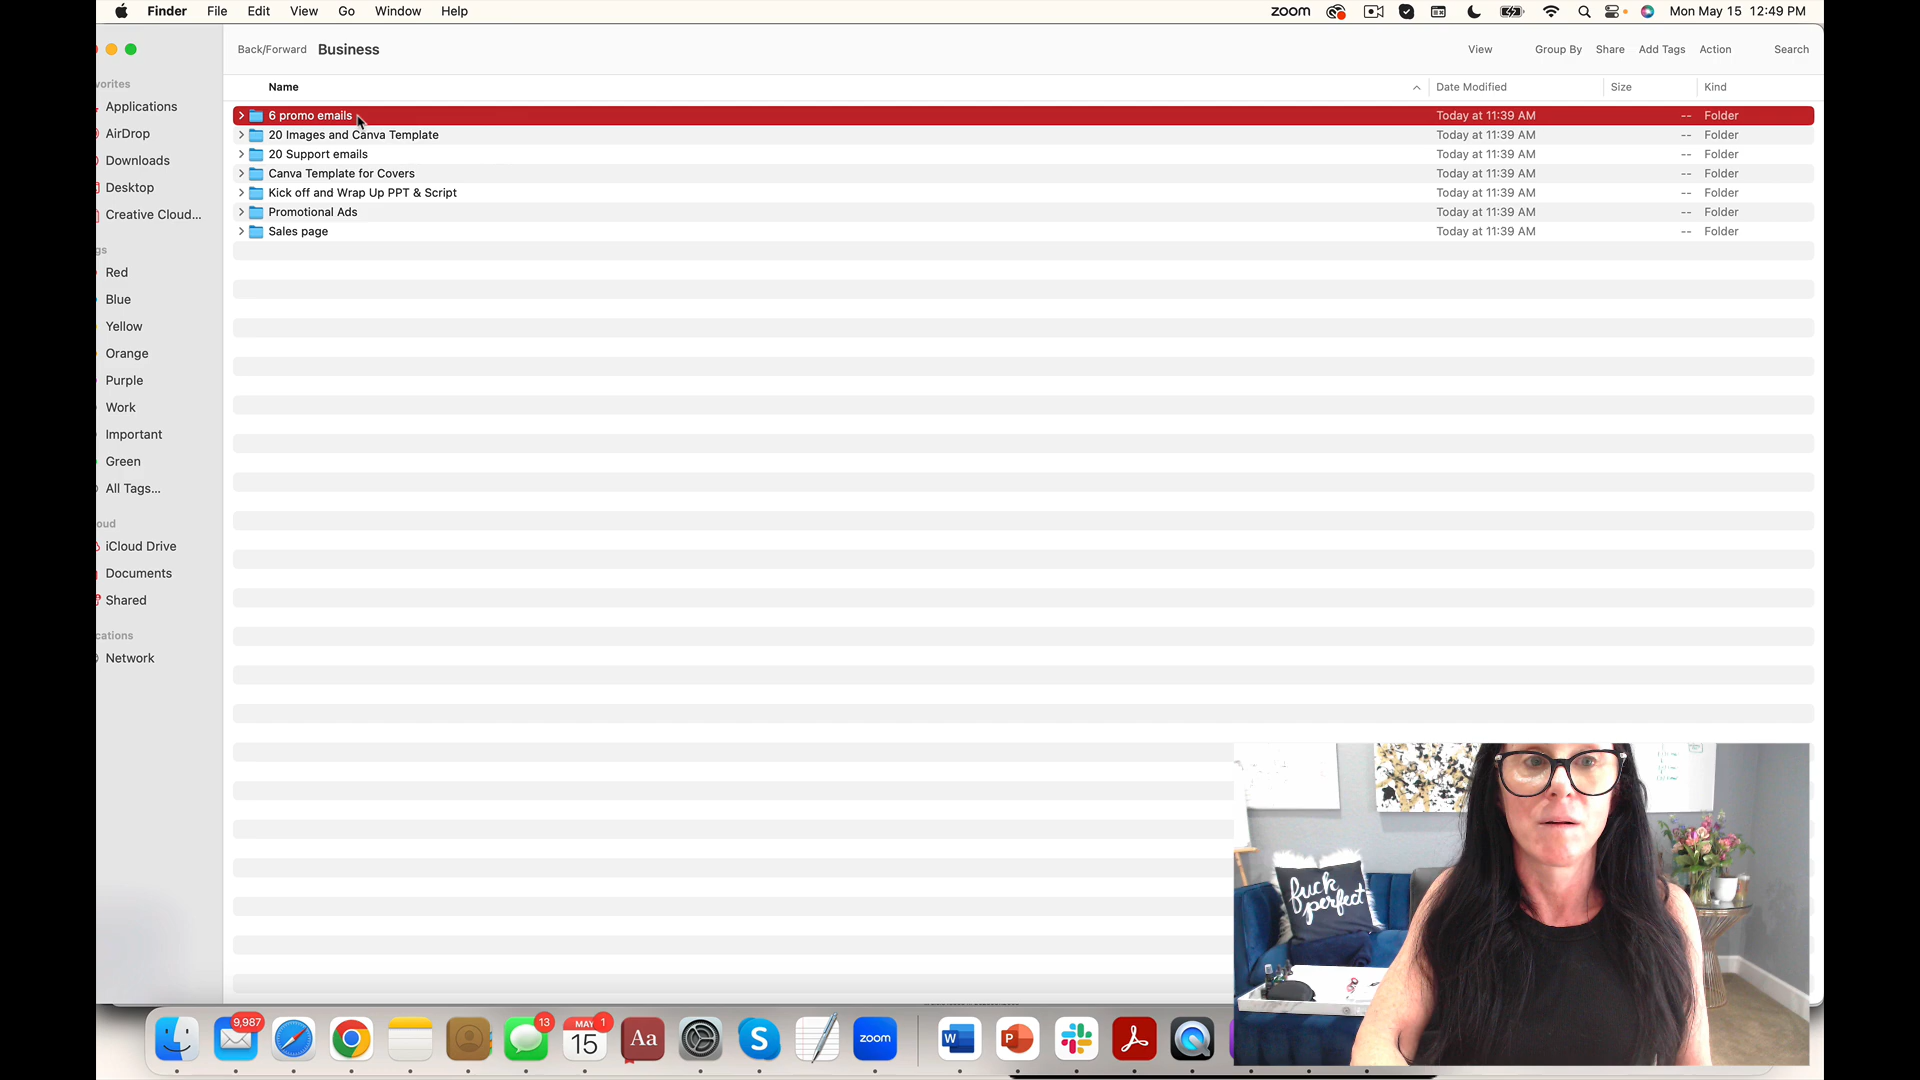 Finder File Edit View Go Window Help zoom Mon May 15 12:49 PM
Back/Forward Business View Group By Share Add Tags Action Search
vorites
Applications
AirDrop
Downloads
Desktop
Creative Cloud...
gs
Red
Blue
Yellow
Orange
Purple
Work
Important
Green
All Tags...
oud
iCloud Drive
Documents
Shared
cations
Network
Name Date Modified Size Kind
6 promo emails Today at 11:39 AM -- Folder
20 Images and Canva Template Today at 11:39 AM -- Folder
20 Support emails Today at 11:39 AM -- Folder
Canva Template for Covers Today at 11:39 AM -- Folder
Kick off and Wrap Up PPT & Script Today at 11:39 AM -- Folder
Promotional Ads Today at 11:39 AM -- Folder
Sales page Today at 11:39 AM -- Folder
fuck
perfect
9,987 13 MAY 1
15 Aa S zoom W P